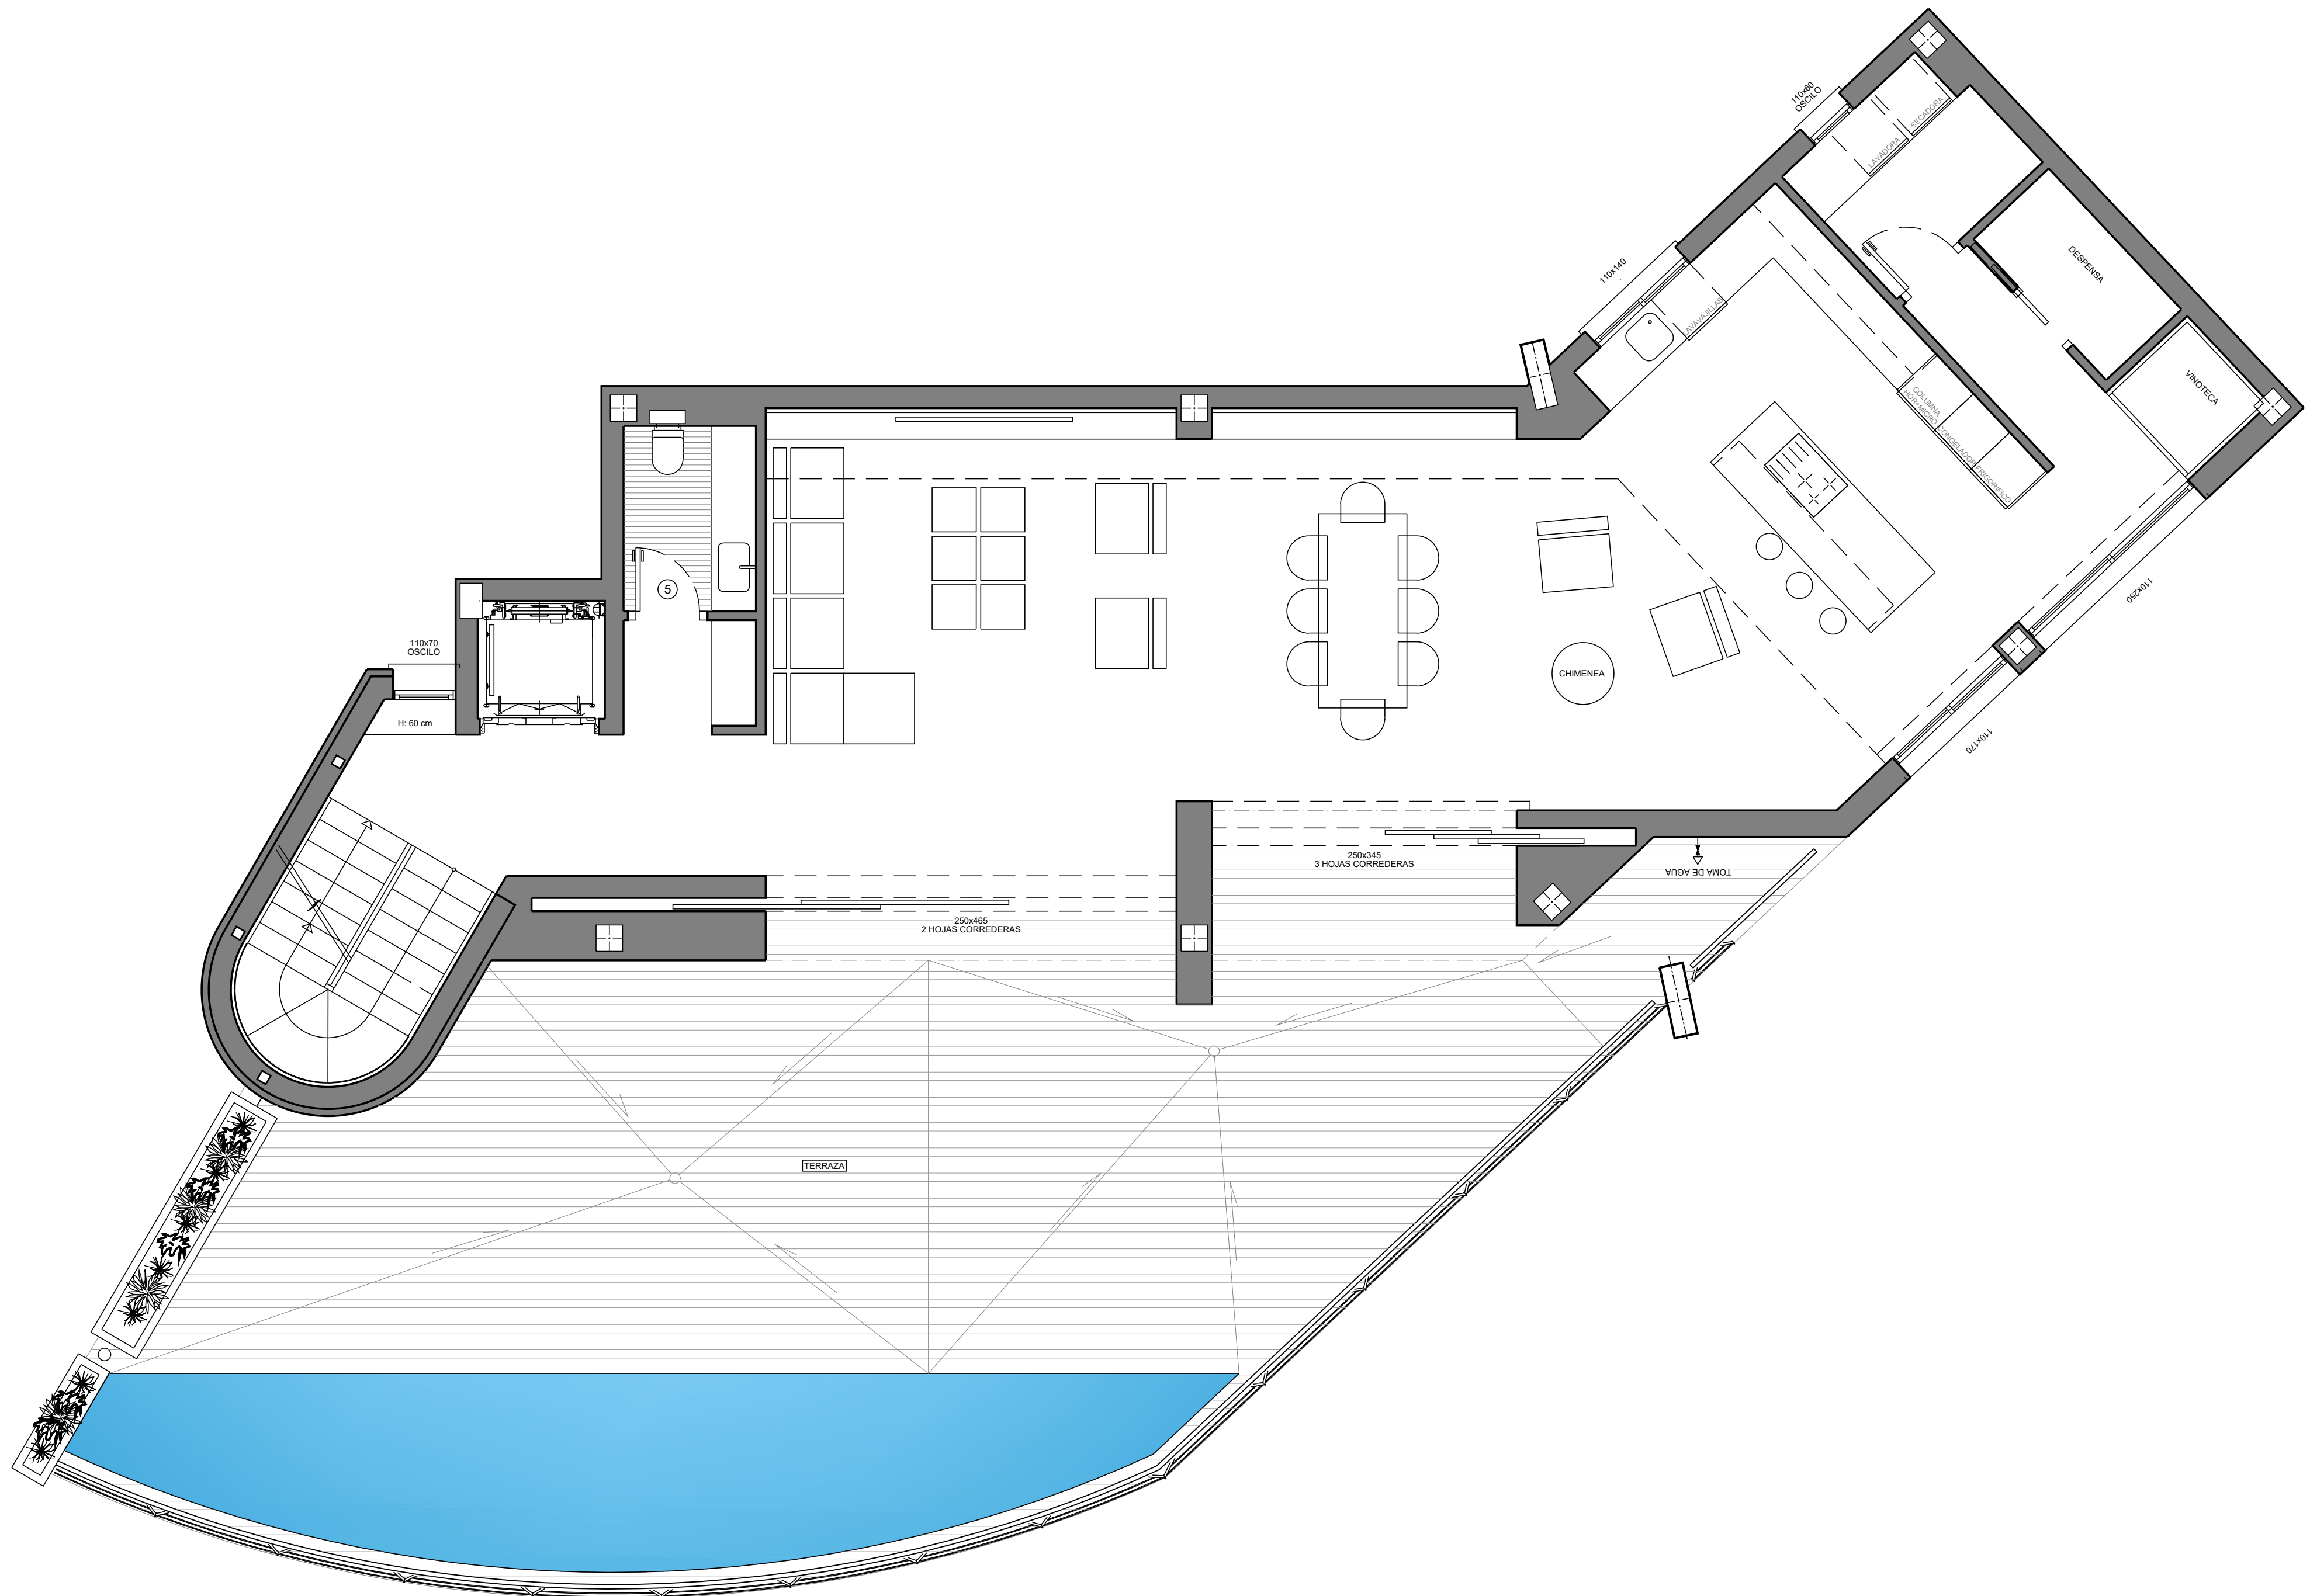 110x60
OSCILO
SECADORA
LAVADORA
110x140
LAVAVAJILLAS
DESPENSA
VINOTECA
COLUMNA
HOR+MICRO
CONGELADOR
FRIGORIFICO
5
110x70
OSCILO
H: 60 cm
CHIMENEA
110x250
110x170
250x345
3 HOJAS CORREDERAS
TOMA DE AGUA
250x465
2 HOJAS CORREDERAS
TERRAZA